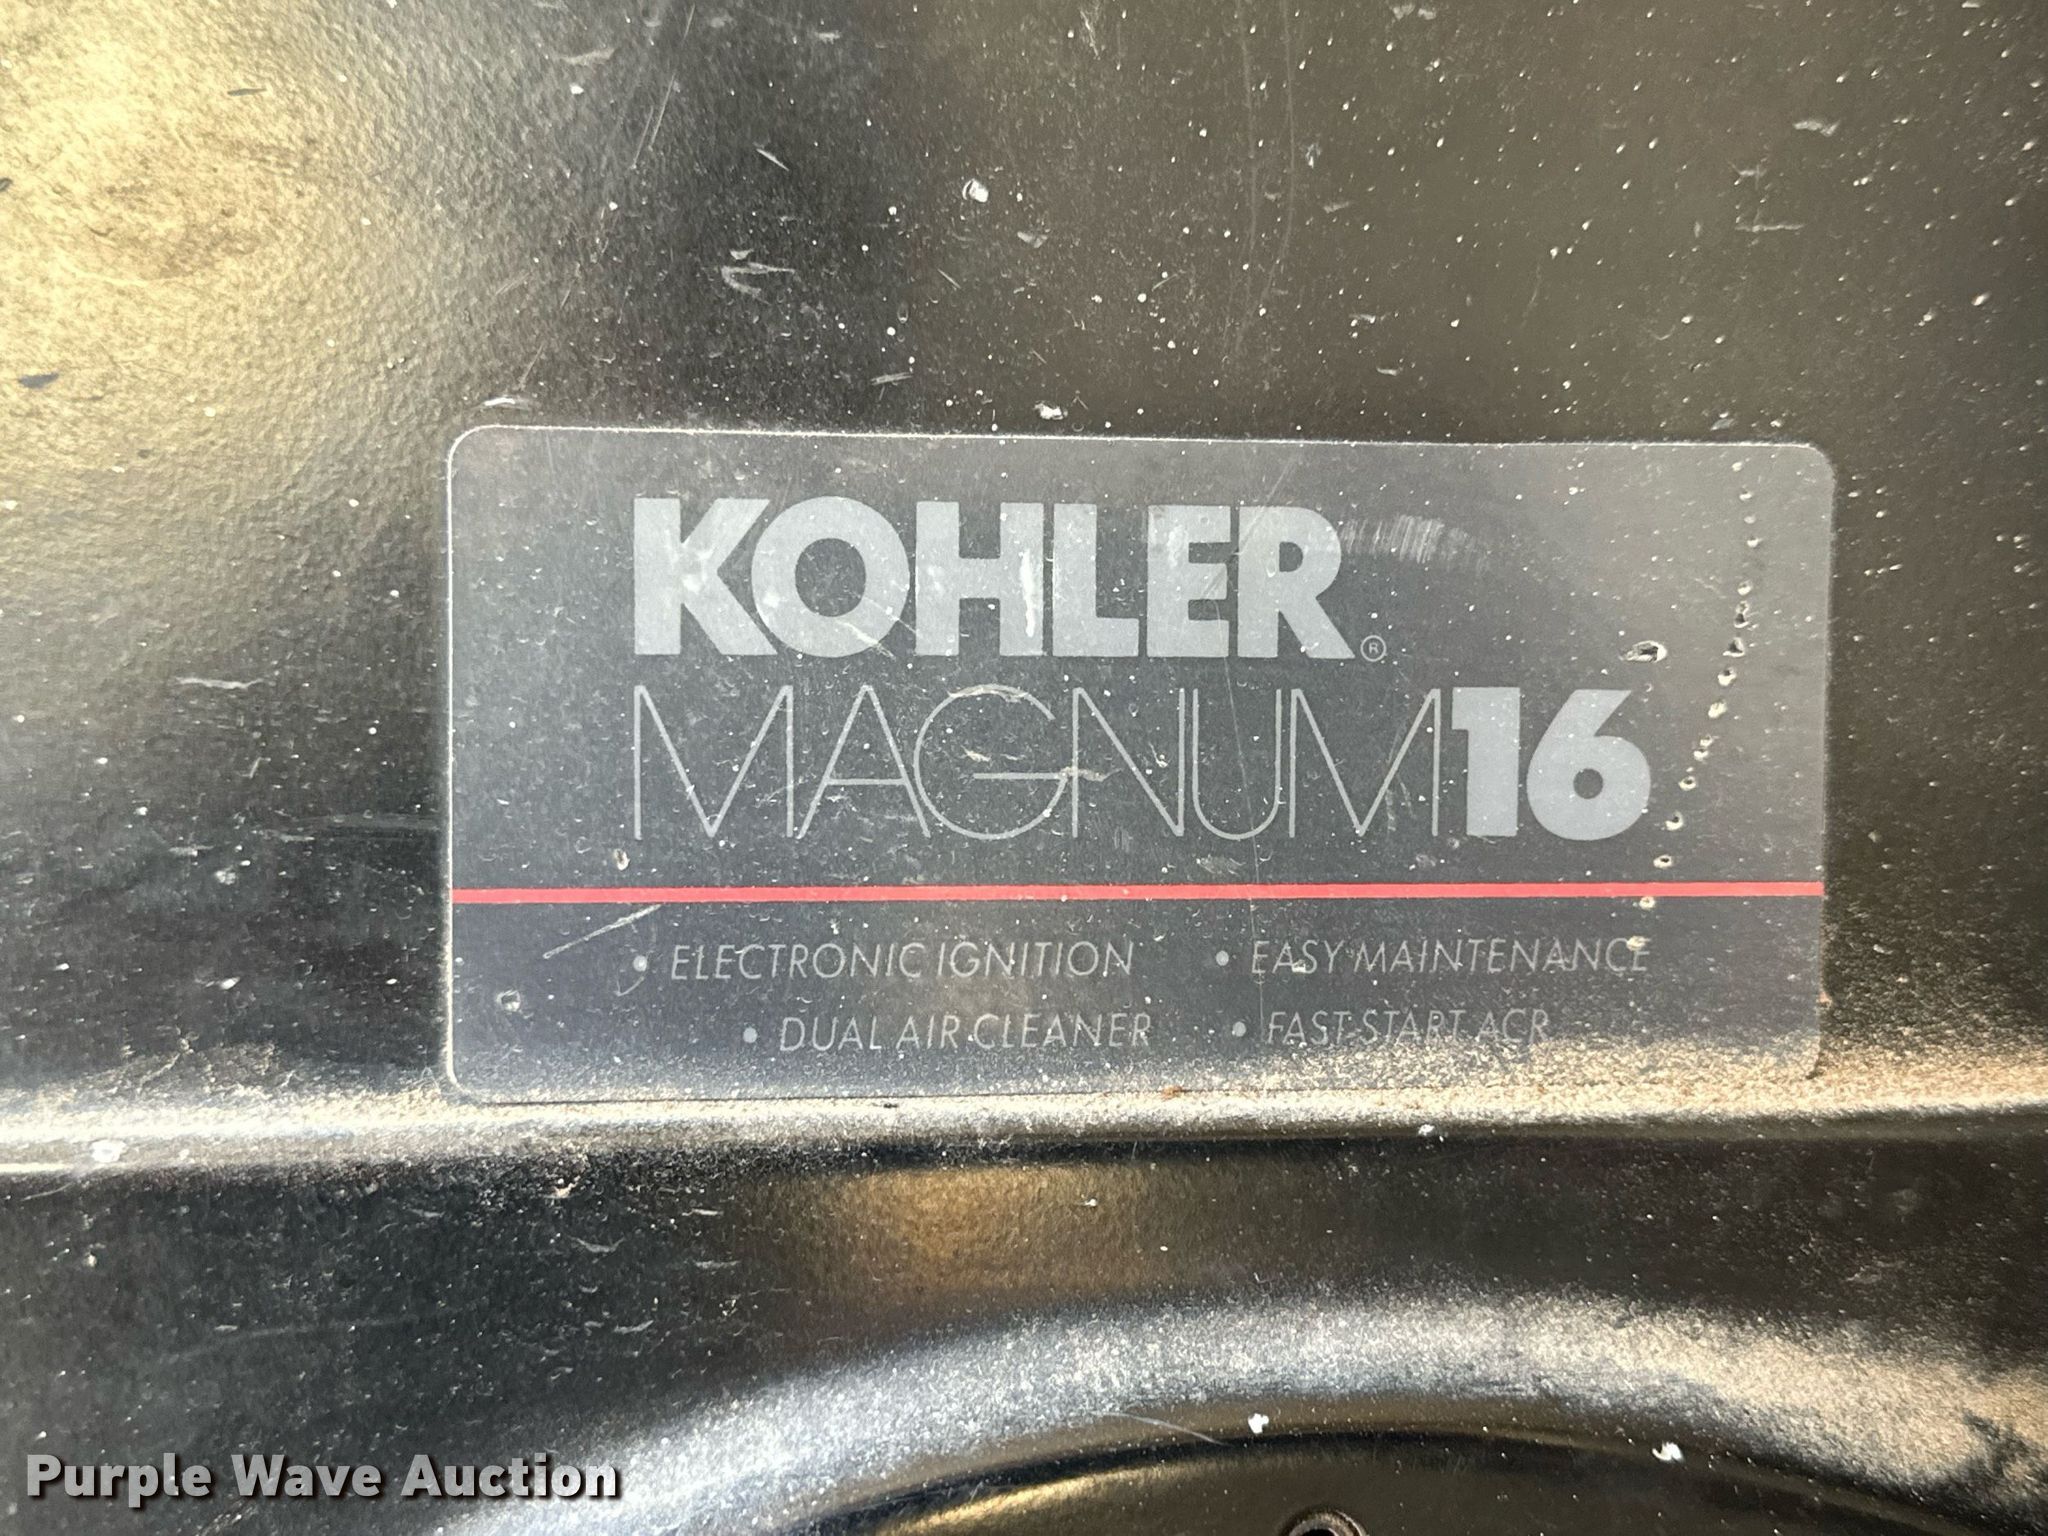 KOHLER®
MAGNUM16
• ELECTRONIC IGNITION • EASY MAINTENANCE
• DUAL AIR CLEANER • FAST START ACR
Purple Wave Auction